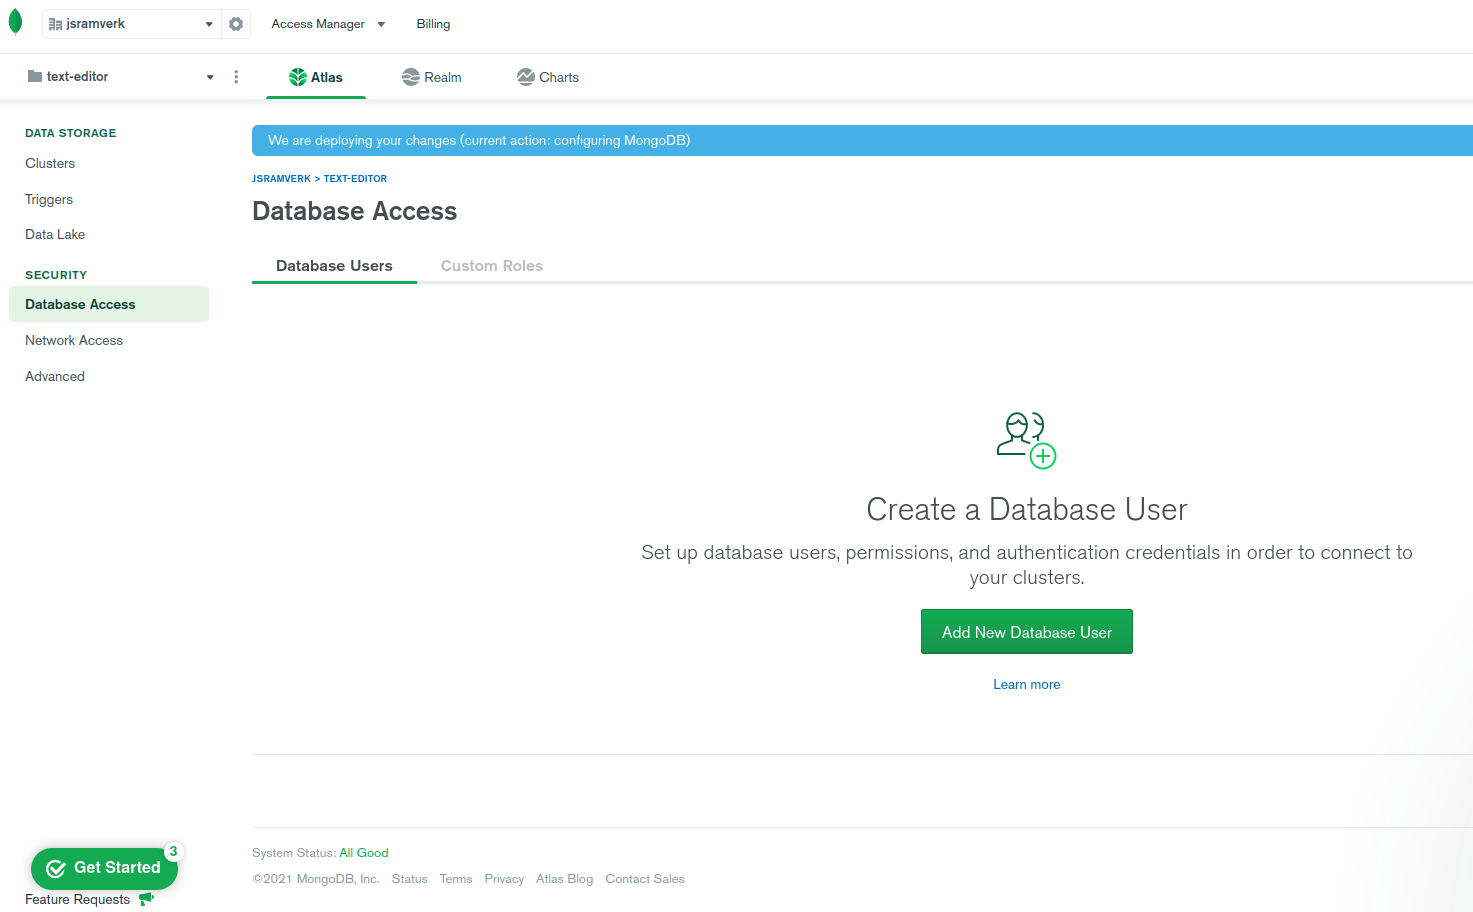 jsramverk
Access Manager
Billing
text-editor
Atlas
Realm
Charts
DATA STORAGE
Clusters
Triggers
Data Lake
SECURITY
Database Access
Network Access
Advanced
We are deploying your changes (current action: configuring MongoDB)
JSRAMVERK > TEXT-EDITOR
Database Access
Database Users
Custom Roles
Create a Database User
Set up database users, permissions, and authentication credentials in order to connect to
your clusters.
Add New Database User
Learn more
Get Started
3
Feature Requests
System Status: All Good
©2021 MongoDB, Inc. Status Terms Privacy Atlas Blog Contact Sales